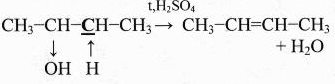 t,H₂SO₄
CH₃–CH–CH–CH₃ → CH₃–CH=CH–CH₃
↓ ↑ + H₂O
OH H